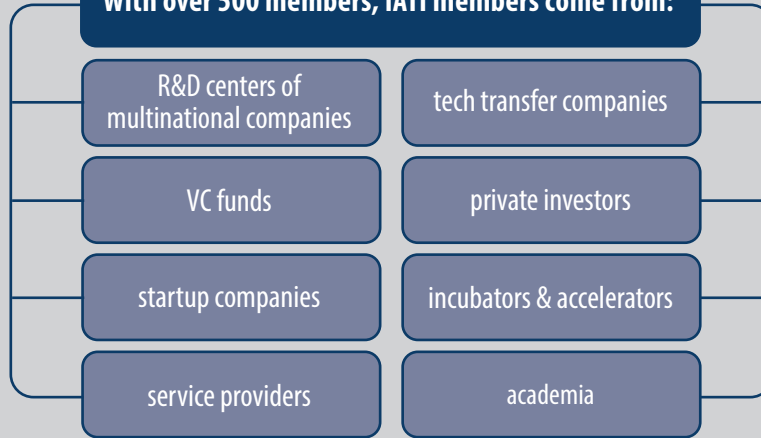 With over 500 members, IATI members come from:
R&D centers of
multinational companies
tech transfer companies
VC funds
private investors
startup companies
incubators & accelerators
service providers
academia